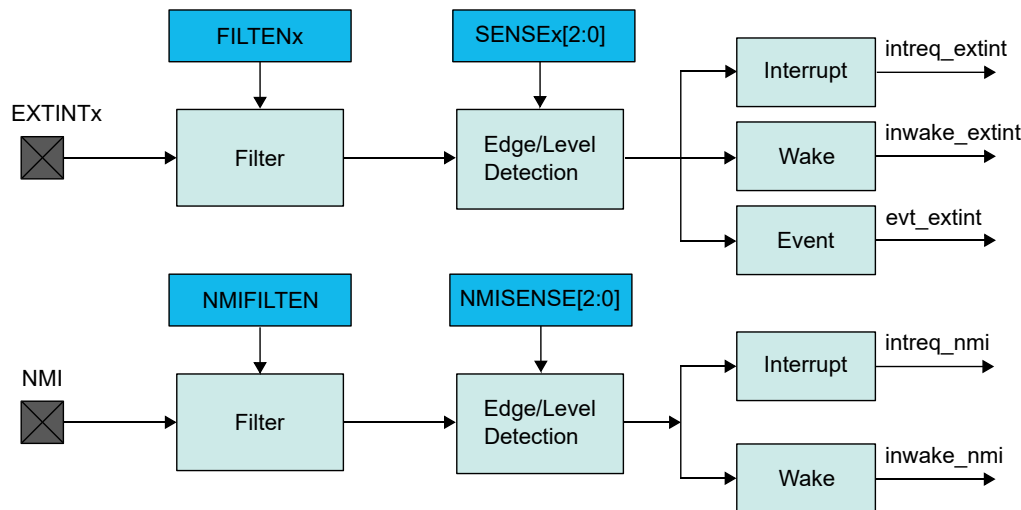 FILTENx
SENSEx[2:0]
intreq_extint
Interrupt
EXTINTx
inwake_extint
Filter
Edge/Level
Detection
Wake
evt_extint
Event
NMIFILTEN
NMISENSE[2:0]
intreq_nmi
Interrupt
NMI
Filter
Edge/Level
Detection
inwake_nmi
Wake